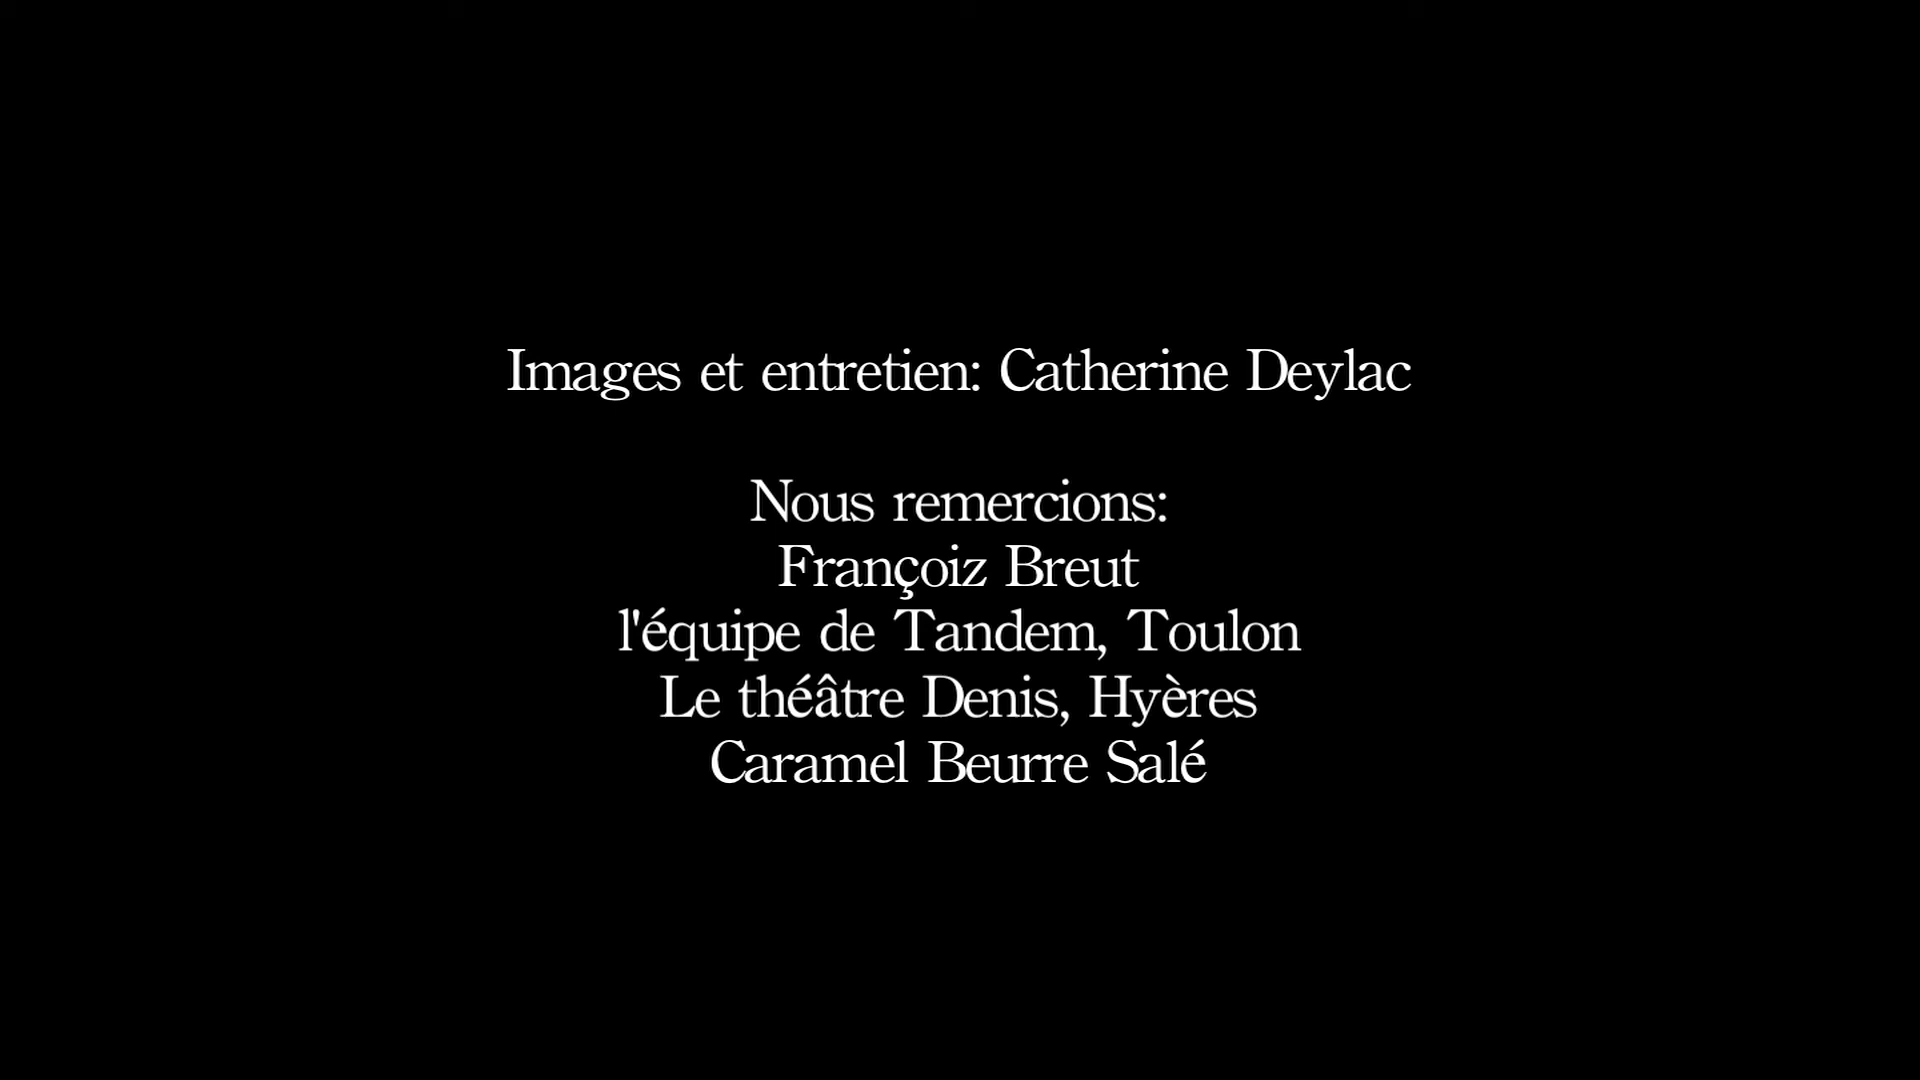 Images et entretien: Catherine Deylac
Nous remercions:
Françoiz Breut
l'équipe de Tandem, Toulon
Le théâtre Denis, Hyères
Caramel Beurre Salé